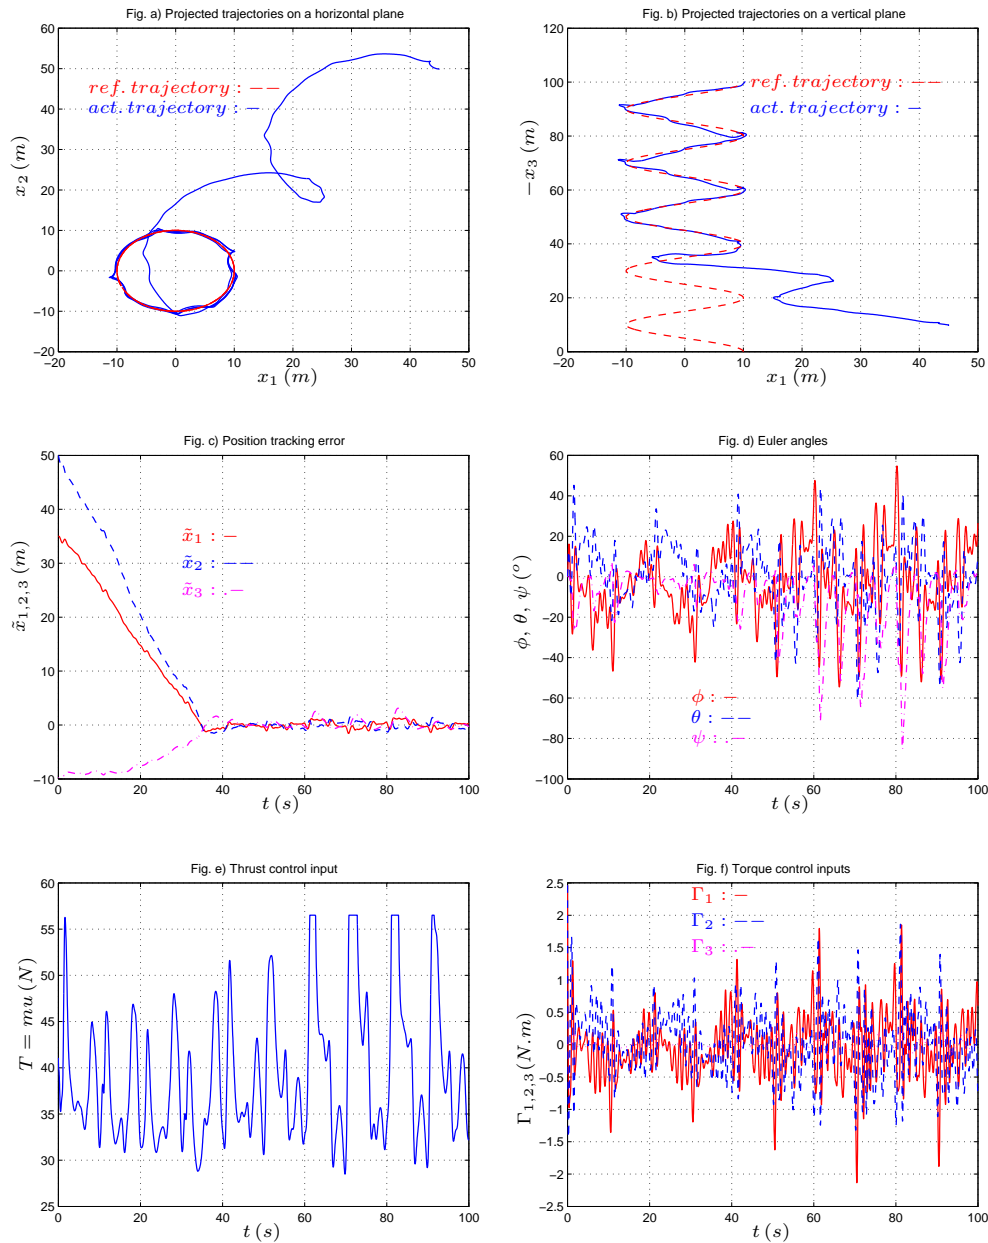 Fig. a) Projected trajectories on a horizontal plane
60
50
40
30
20
10
0
−10
−20
−20 −10 0 10 20 30 40 50
x₂ (m)
x₁ (m)
ref. trajectory : −−
act. trajectory : −
Fig. b) Projected trajectories on a vertical plane
120
100
80
60
40
20
0
−20 −10 0 10 20 30 40 50
−x₃ (m)
x₁ (m)
ref. trajectory : −−
act. trajectory : −
Fig. c) Position tracking error
50
40
30
20
10
0
−10
0 20 40 60 80 100
x̃₁,₂,₃ (m)
t (s)
x̃₁ : −
x̃₂ : −−
x̃₃ : .−
Fig. d) Euler angles
60
40
20
0
−20
−40
−60
−80
−100
0 20 40 60 80 100
ϕ, θ, ψ (°)
t (s)
ϕ : −
θ : −−
ψ : .−
Fig. e) Thrust control input
60
55
50
45
40
35
30
25
0 20 40 60 80 100
T = mu (N)
t (s)
Fig. f) Torque control inputs
2.5
2
1.5
1
0.5
0
−0.5
−1
−1.5
−2
−2.5
0 20 40 60 80 100
Γ₁,₂,₃ (N.m)
t (s)
Γ₁ : −
Γ₂ : −−
Γ₃ : .−